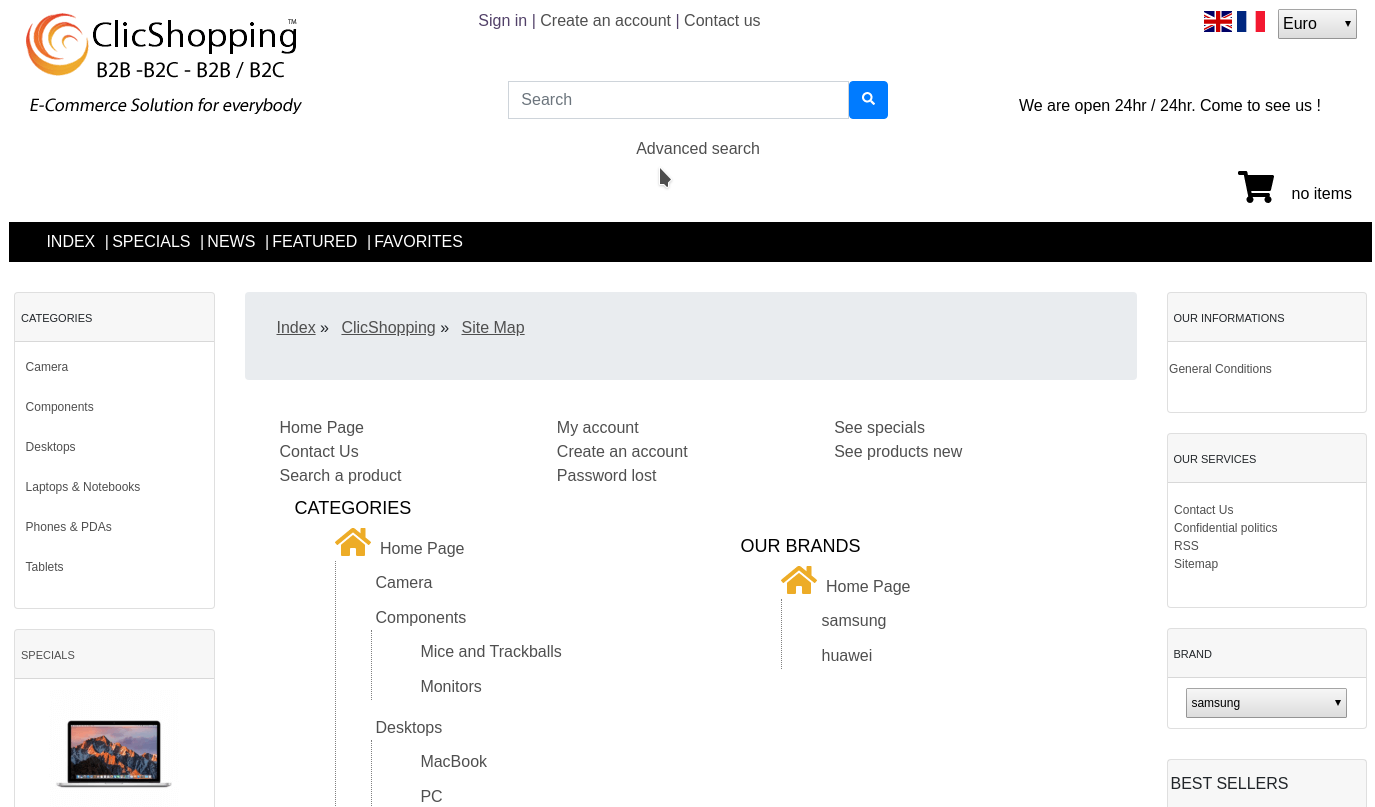 ClicShopping™
B2B -B2C - B2B / B2C
E-Commerce Solution for everybody
Sign in | Create an account | Contact us
Euro
Search
Advanced search
We are open 24hr / 24hr. Come to see us !
no items
INDEX | SPECIALS | NEWS | FEATURED | FAVORITES
CATEGORIES
Camera
Components
Desktops
Laptops & Notebooks
Phones & PDAs
Tablets
SPECIALS
Index » ClicShopping » Site Map
Home Page
Contact Us
Search a product
My account
Create an account
Password lost
See specials
See products new
CATEGORIES
Home Page
Camera
Components
Mice and Trackballs
Monitors
Desktops
MacBook
PC
OUR BRANDS
Home Page
samsung
huawei
OUR INFORMATIONS
General Conditions
OUR SERVICES
Contact Us
Confidential politics
RSS
Sitemap
BRAND
samsung
BEST SELLERS